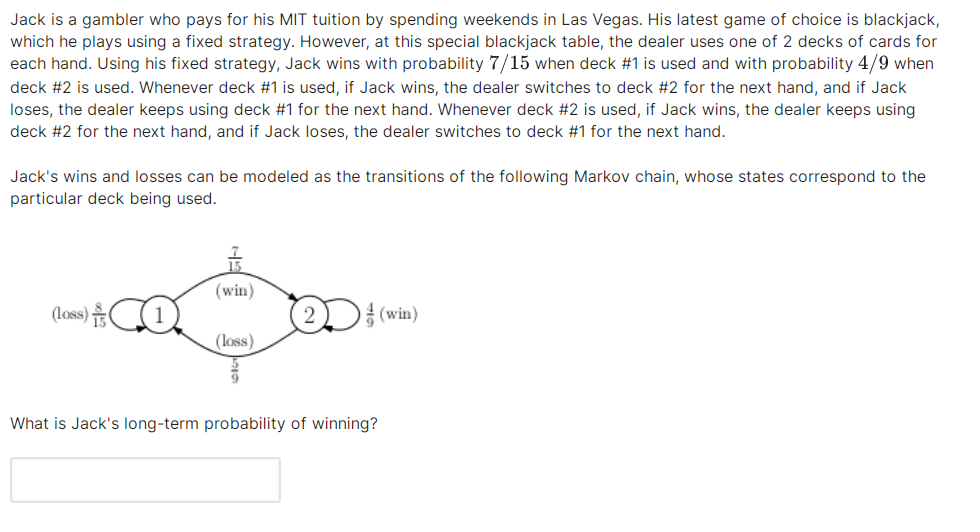 Jack is a gambler who pays for his MIT tuition by spending weekends in Las Vegas. His latest game of choice is blackjack,
which he plays using a fixed strategy. However, at this special blackjack table, the dealer uses one of 2 decks of cards for
each hand. Using his fixed strategy, Jack wins with probability 7/15 when deck #1 is used and with probability 4/9 when
deck #2 is used. Whenever deck #1 is used, if Jack wins, the dealer switches to deck #2 for the next hand, and if Jack
loses, the dealer keeps using deck #1 for the next hand. Whenever deck #2 is used, if Jack wins, the dealer keeps using
deck #2 for the next hand, and if Jack loses, the dealer switches to deck #1 for the next hand.
Jack's wins and losses can be modeled as the transitions of the following Markov chain, whose states correspond to the
particular deck being used.
7/15
(win)
(loss) 8/15 1 2 4/9 (win)
(loss)
5/9
What is Jack's long-term probability of winning?